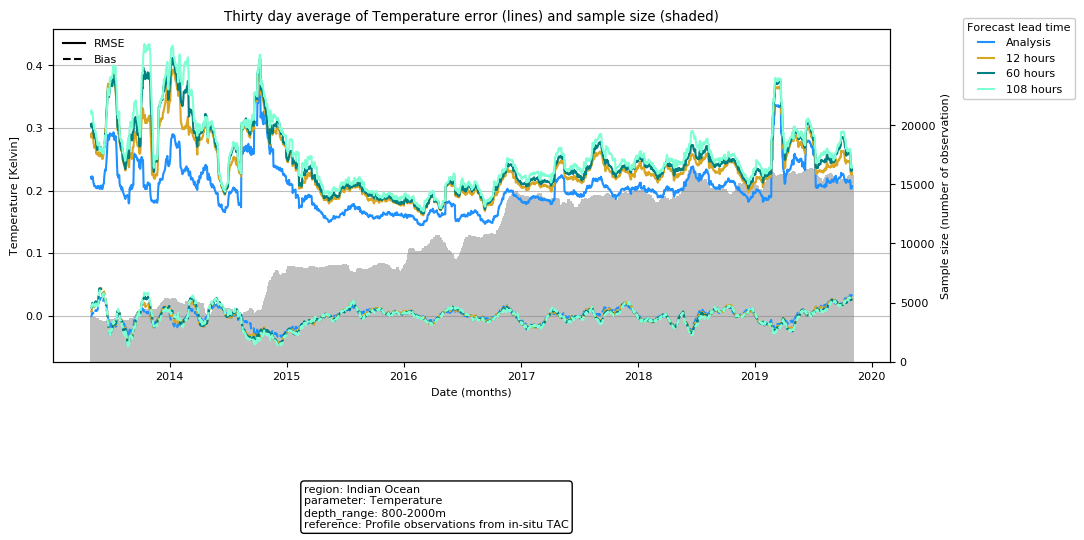 Thirty day average of Temperature error (lines) and sample size (shaded)
RMSE
Bias
Forecast lead time
Analysis
12 hours
60 hours
108 hours
Temperature [Kelvin]
0.4
0.3
0.2
0.1
0.0
Sample size (number of observation)
20000
15000
10000
5000
0
2014 2015 2016 2017 2018 2019 2020
Date (months)
region: Indian Ocean
parameter: Temperature
depth_range: 800-2000m
reference: Profile observations from in-situ TAC